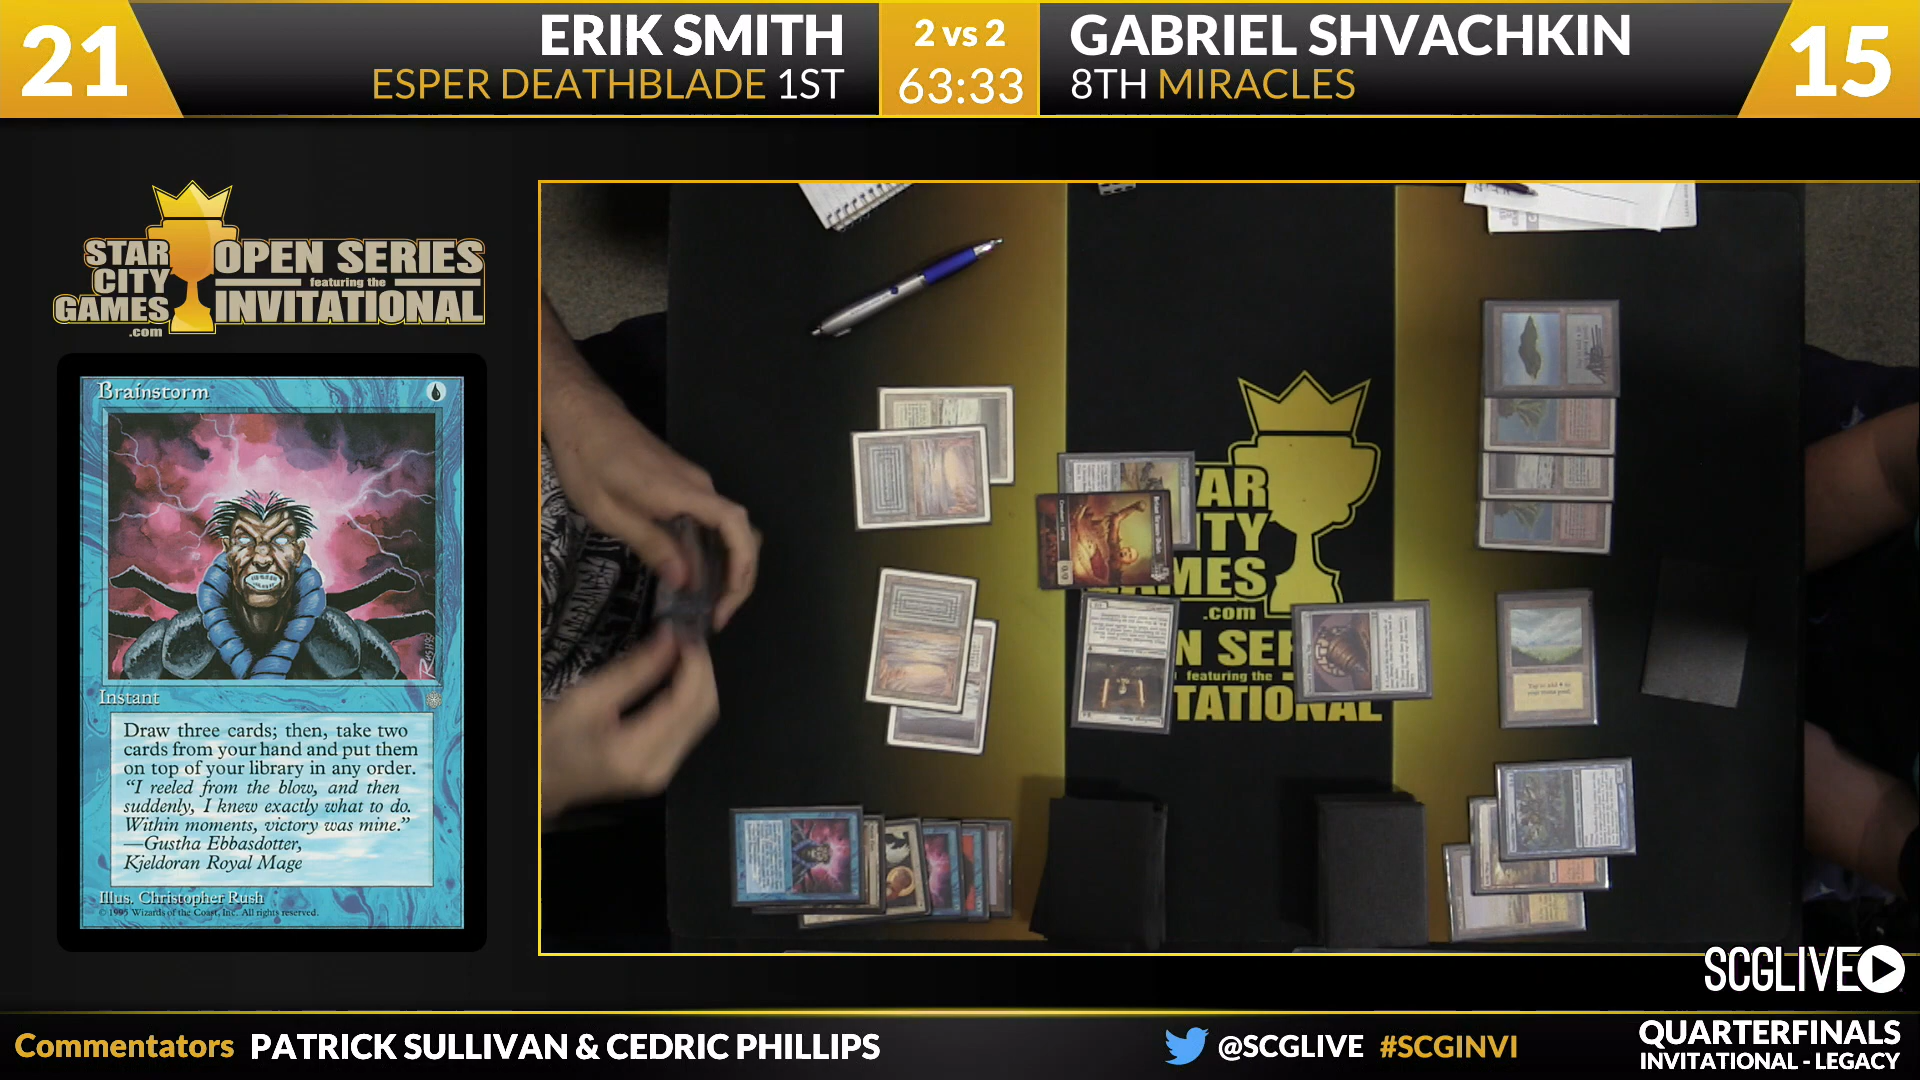 21
ERIK SMITH
ESPER DEATHBLADE 1ST
2 vs 2
63:33
GABRIEL SHVACHKIN
8TH MIRACLES
15
STAR
CITY
GAMES
.com
OPEN SERIES
featuring the
INVITATIONAL
Brainstorm
Instant
Draw three cards; then, take two
cards from your hand and put them
on top of your library in any order.
“I reeled from the blow, and then
suddenly, I knew exactly what to do.
Within moments, victory was mine.”
—Gustha Ebbasdotter,
Kjeldoran Royal Mage
Illus. Christopher Rush
© 1995 Wizards of the Coast, Inc. All rights reserved.
TAR
ITY
MES
.com
N SER
featuring the
TATIONAL
SCGLIVE
Commentators PATRICK SULLIVAN & CEDRIC PHILLIPS
@SCGLIVE #SCGINVI
QUARTERFINALS
INVITATIONAL - LEGACY